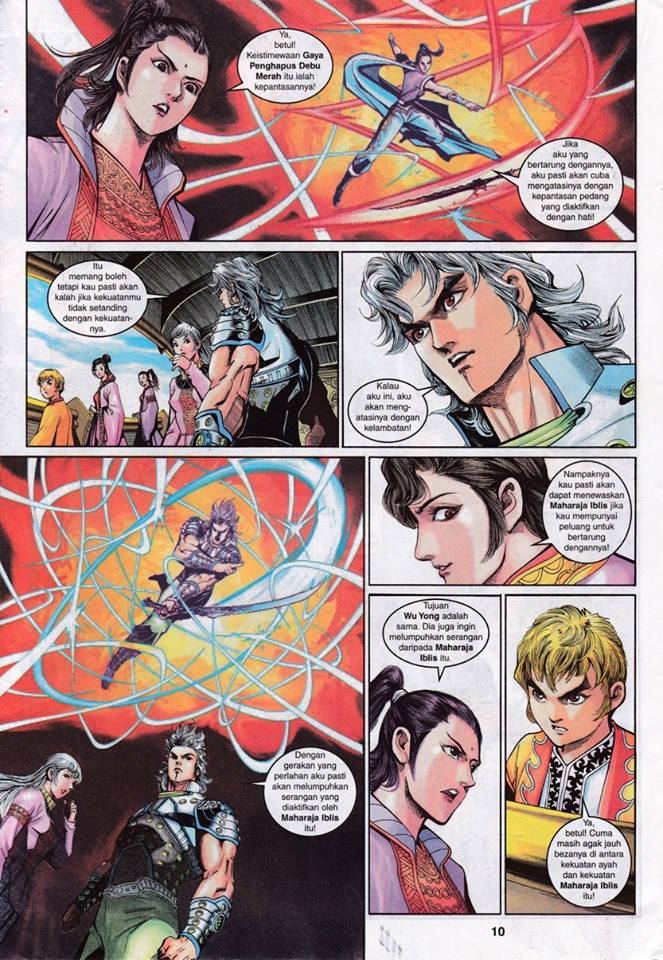 Ya,
betul!
Keistimewaan Gaya
Penghapus Debu
Merah itu ialah
kepantasannya!
Jika
aku yang
bertarung dengannya,
aku pasti akan cuba
mengatasinya dengan
kepantasan pedang
yang diaktifkan
dengan hati!
Itu
memang boleh
tetapi kau pasti akan
kalah jika kekuatanmu
tidak setanding
dengan kekuatan-
nya.
Kalau
aku ini, aku
akan meng-
atasinya dengan
kelambatan!
Nampaknya
kau pasti akan
dapat menewaskan
Maharaja Iblis jika
kau mempunyai
peluang untuk
bertarung
dengannya!
Dengan
gerakan yang
perlahan aku pasti
akan melumpuhkan
serangan yang
diaktifkan oleh
Maharaja Iblis
itu!
Tujuan
Wu Yong adalah
sama. Dia juga ingin
melumpuhkan serangan
daripada Maharaja
Iblis itu.
Ya,
betul! Cuma
masih agak jauh
bezanya di antara
kekuatan ayah
dan kekuatan
Maharaja Iblis
itu!
10